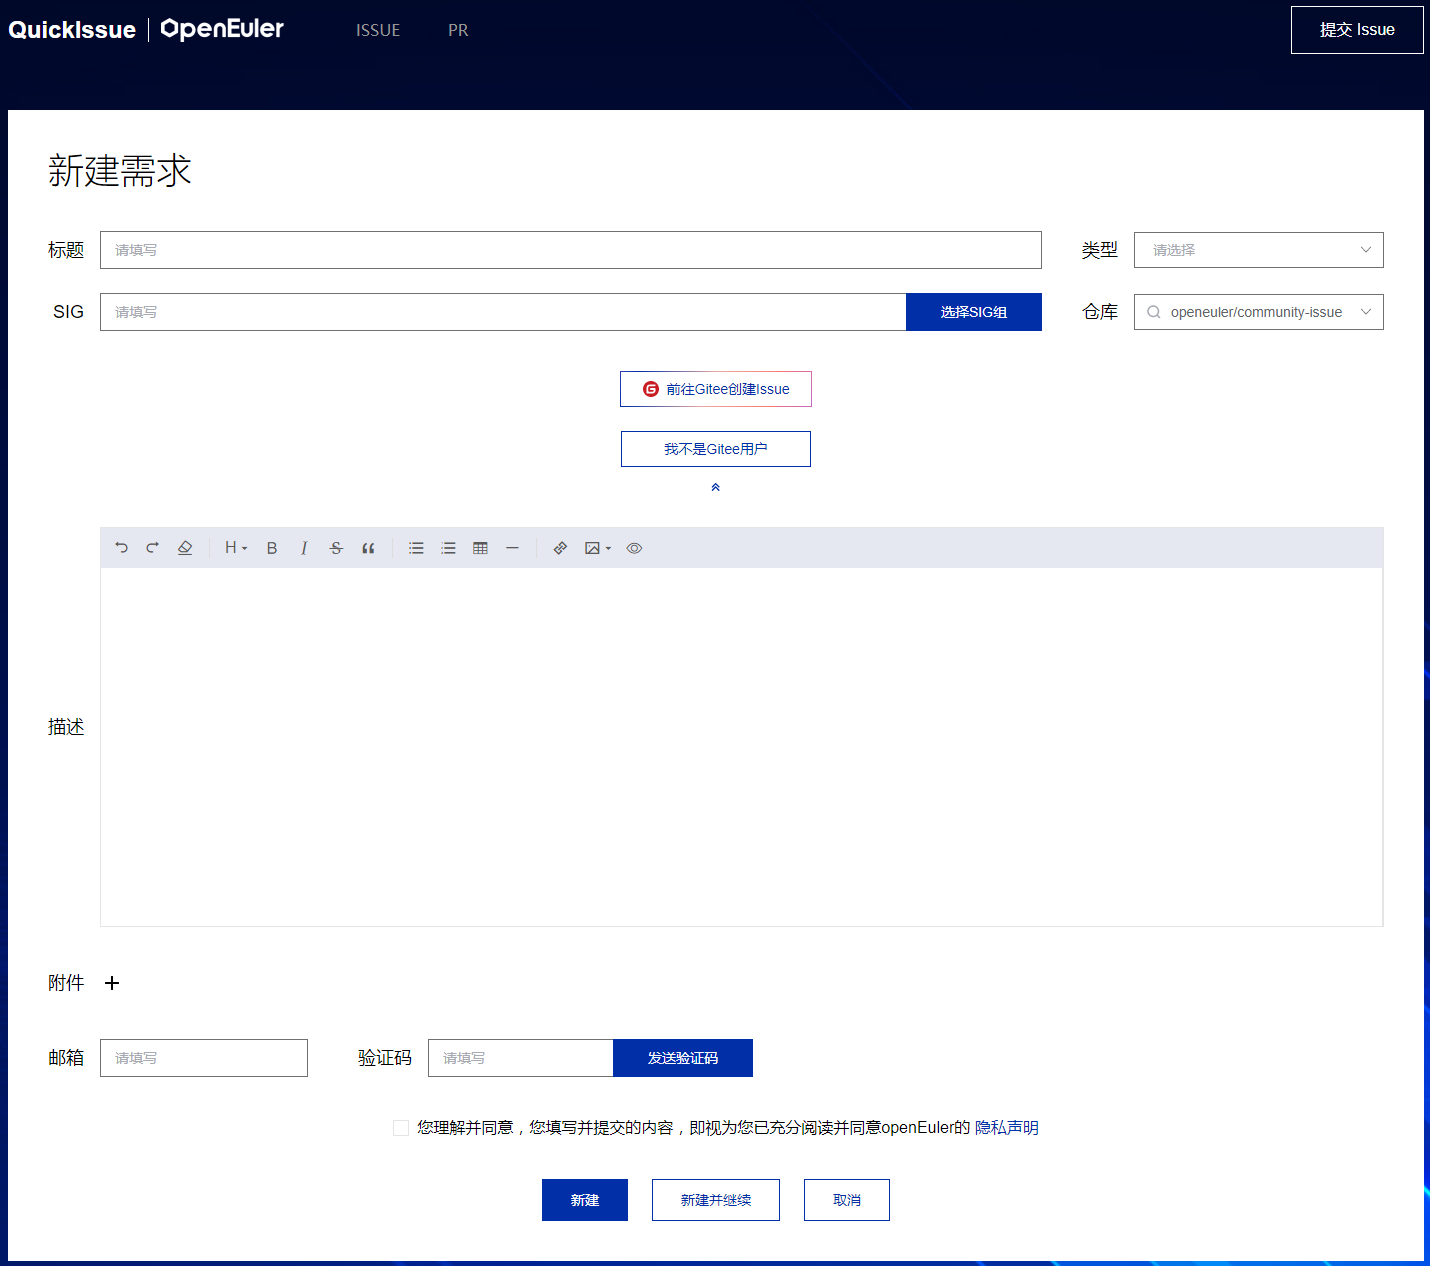 QuickIssue | OpenEuler ISSUE PR 提交 Issue
新建需求
标题 请填写 类型 请选择
SIG 请填写 选择SIG组 仓库 openeuler/community-issue
前往Gitee创建Issue
我不是Gitee用户
H B I S
描述
附件
邮箱 请填写 验证码 请填写 发送验证码
您理解并同意，您填写并提交的内容，即视为您已充分阅读并同意openEuler的 隐私声明
新建 新建并继续 取消